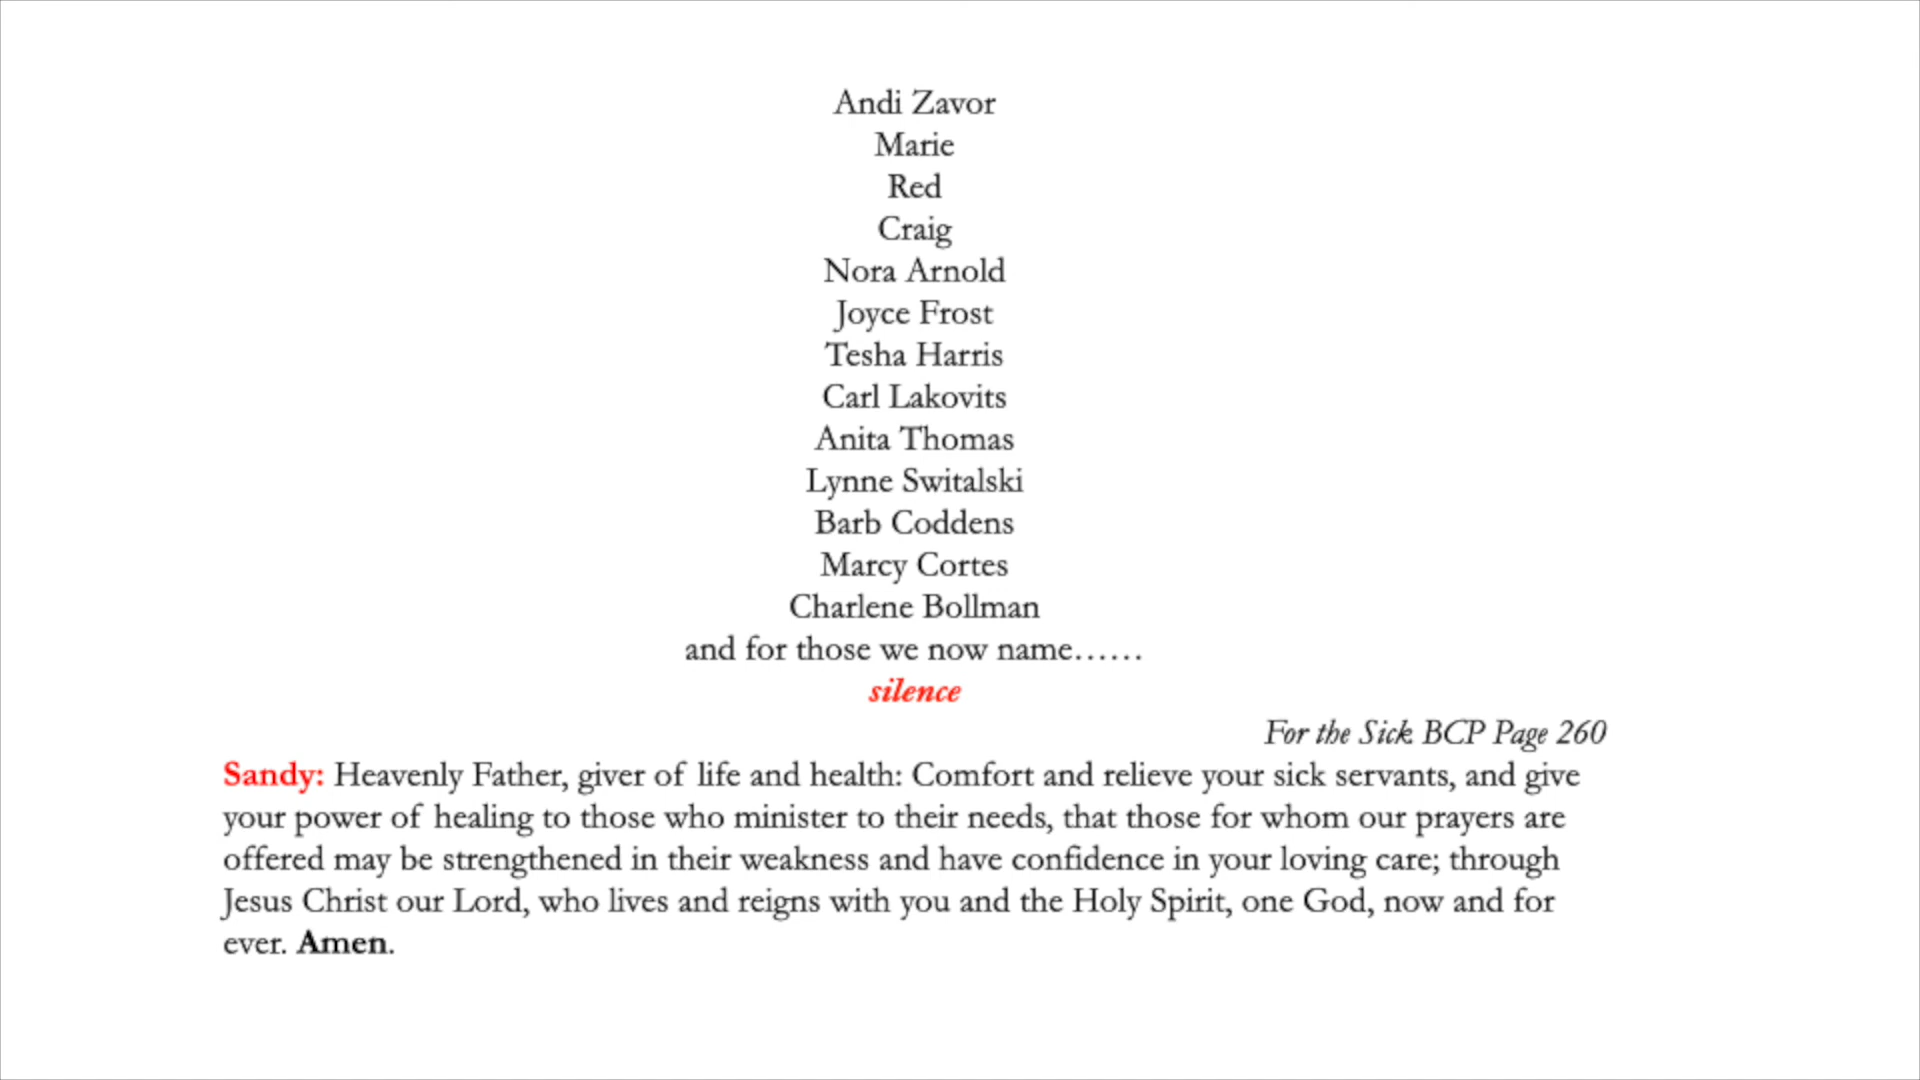 Andi Zavor
Marie
Red
Craig
Nora Arnold
Joyce Frost
Tesha Harris
Carl Lakovits
Anita Thomas
Lynne Switalski
Barb Coddens
Marcy Cortes
Charlene Bollman
and for those we now name……
silence
For the Sick BCP Page 260
Sandy: Heavenly Father, giver of life and health: Comfort and relieve your sick servants, and give
your power of healing to those who minister to their needs, that those for whom our prayers are
offered may be strengthened in their weakness and have confidence in your loving care; through
Jesus Christ our Lord, who lives and reigns with you and the Holy Spirit, one God, now and for
ever. Amen.